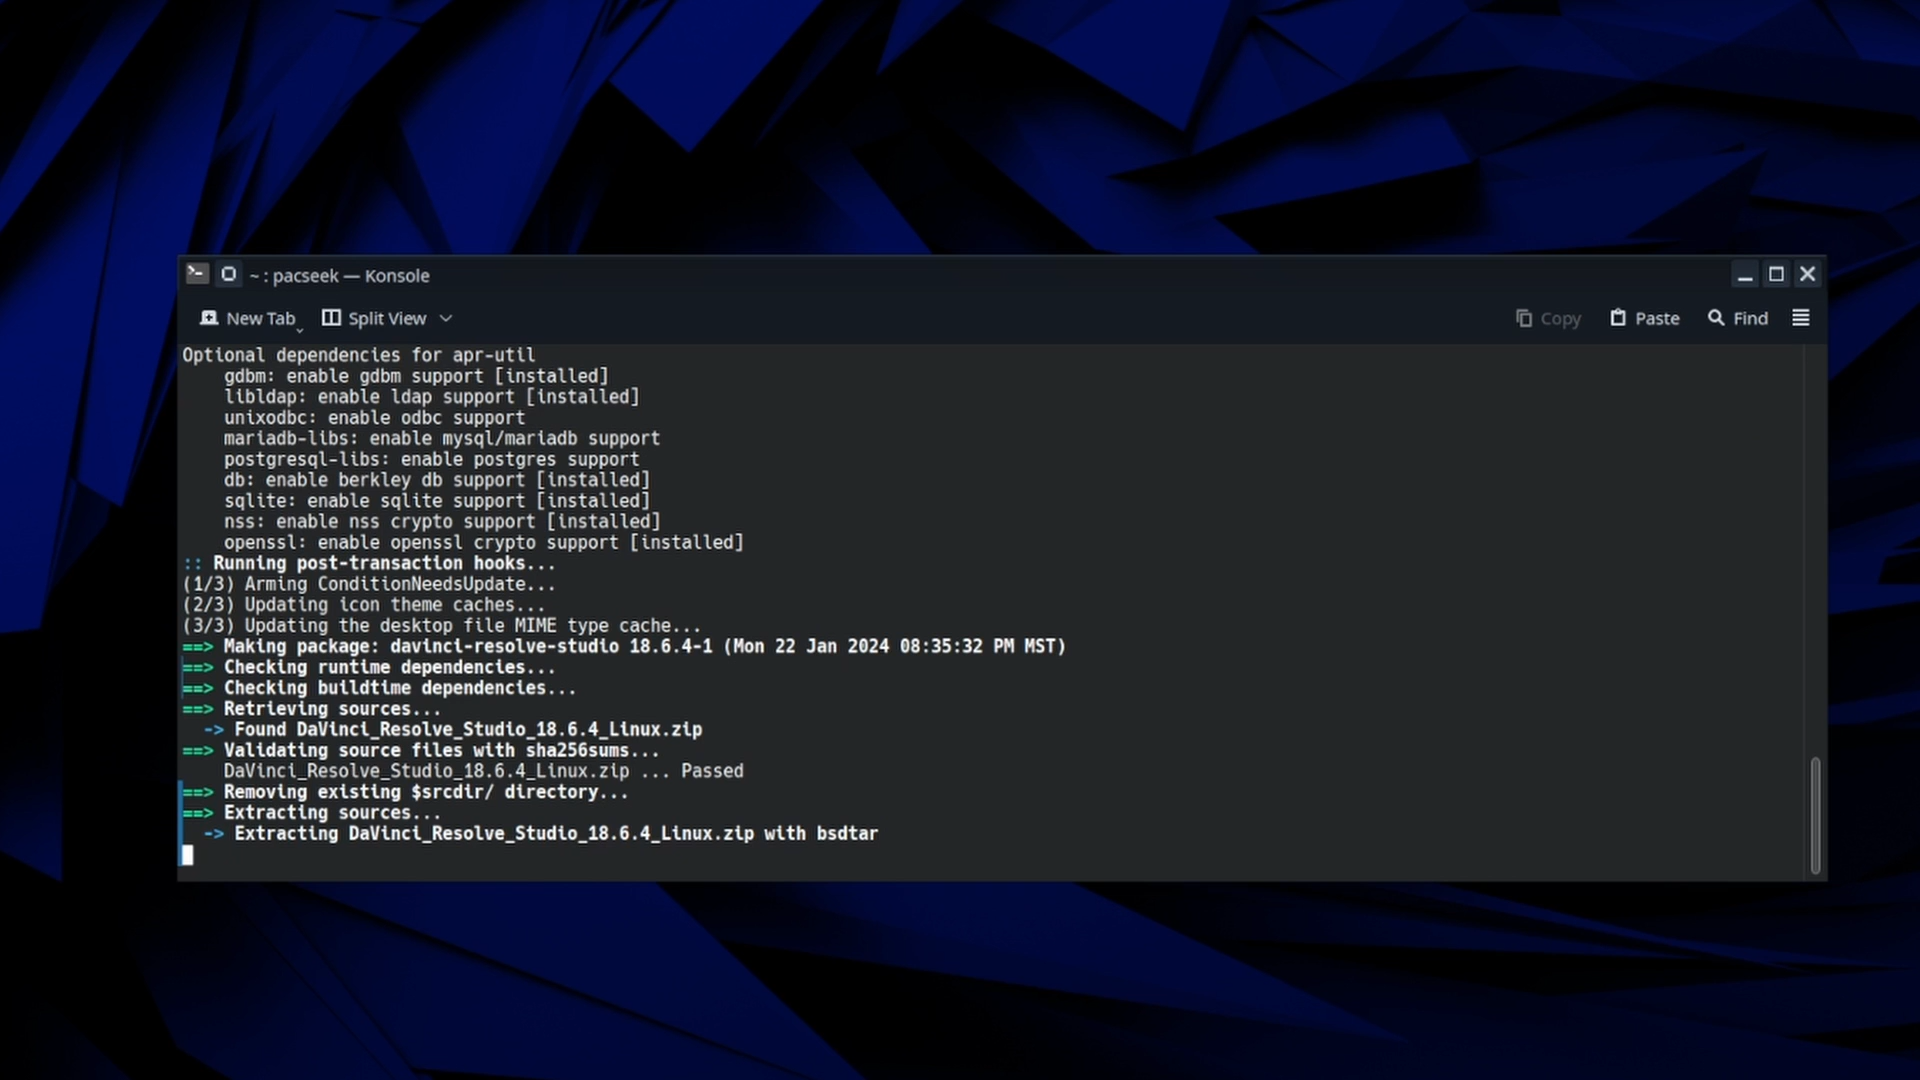 ~ : pacseek — Konsole
New Tab Split View Copy Paste Find
Optional dependencies for apr-util
gdbm: enable gdbm support [installed]
libldap: enable ldap support [installed]
unixodbc: enable odbc support
mariadb-libs: enable mysql/mariadb support
postgresql-libs: enable postgres support
db: enable berkley db support [installed]
sqlite: enable sqlite support [installed]
nss: enable nss crypto support [installed]
openssl: enable openssl crypto support [installed]
:: Running post-transaction hooks...
(1/3) Arming ConditionNeedsUpdate...
(2/3) Updating icon theme caches...
(3/3) Updating the desktop file MIME type cache...
==> Making package: davinci-resolve-studio 18.6.4-1 (Mon 22 Jan 2024 08:35:32 PM MST)
==> Checking runtime dependencies...
==> Checking buildtime dependencies...
==> Retrieving sources...
-> Found DaVinci_Resolve_Studio_18.6.4_Linux.zip
==> Validating source files with sha256sums...
DaVinci_Resolve_Studio_18.6.4_Linux.zip ... Passed
==> Removing existing $srcdir/ directory...
==> Extracting sources...
-> Extracting DaVinci_Resolve_Studio_18.6.4_Linux.zip with bsdtar